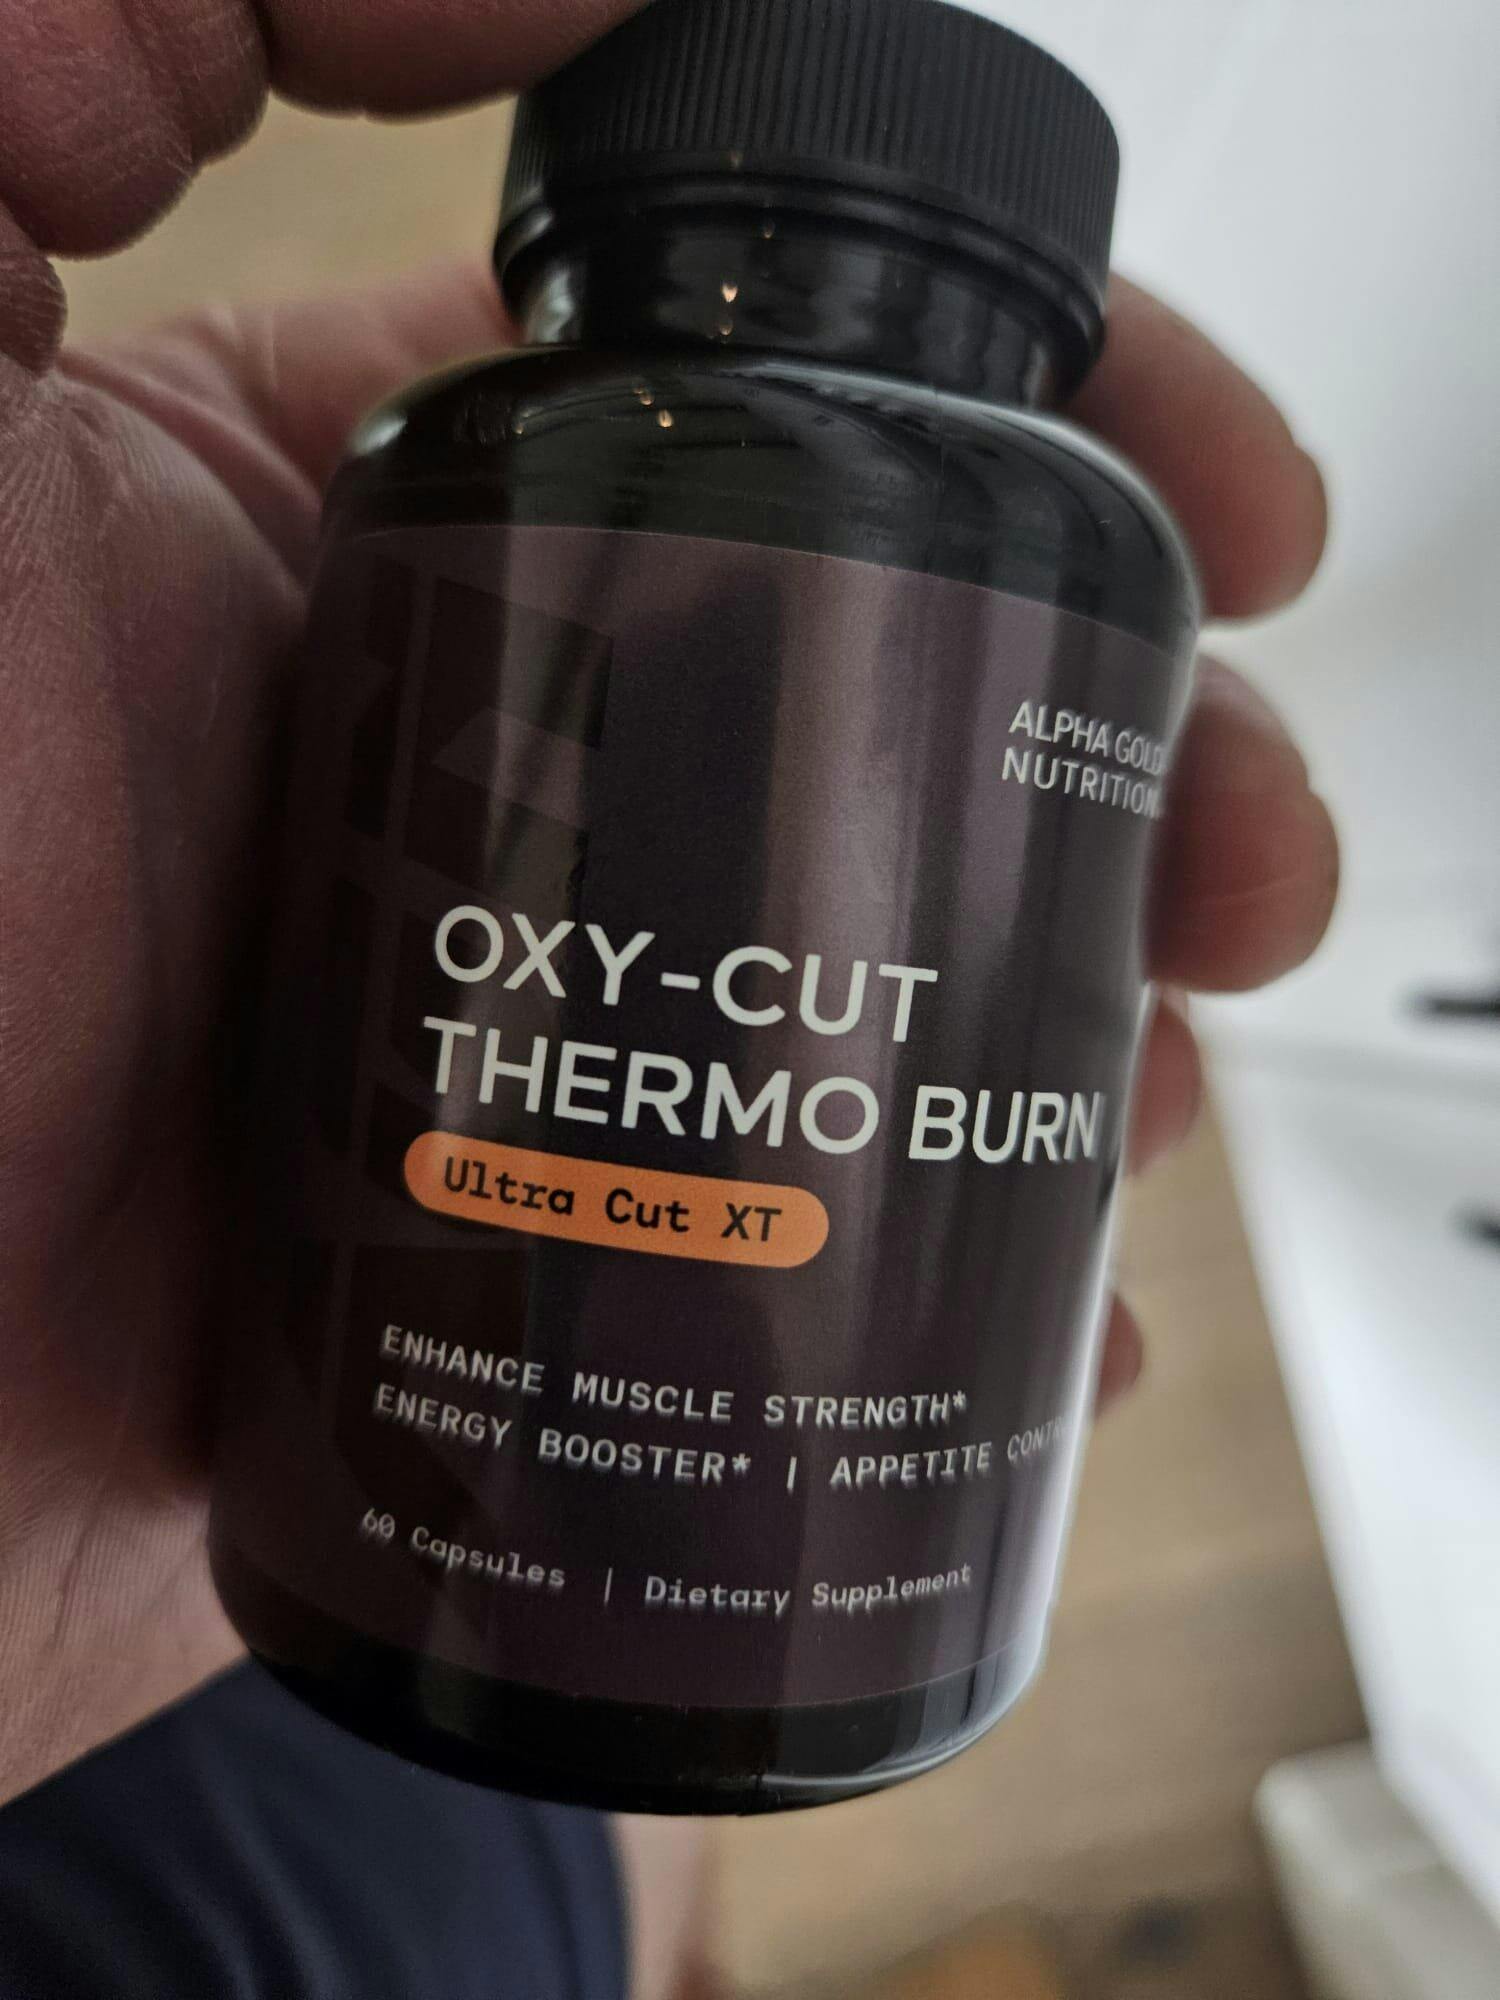 ALPHA GOLD
NUTRITION
OXY-CUT
THERMO BURN
Ultra Cut XT
ENHANCE MUSCLE STRENGTH*
ENERGY BOOSTER* | APPETITE
60 Capsules | Dietary Supplement